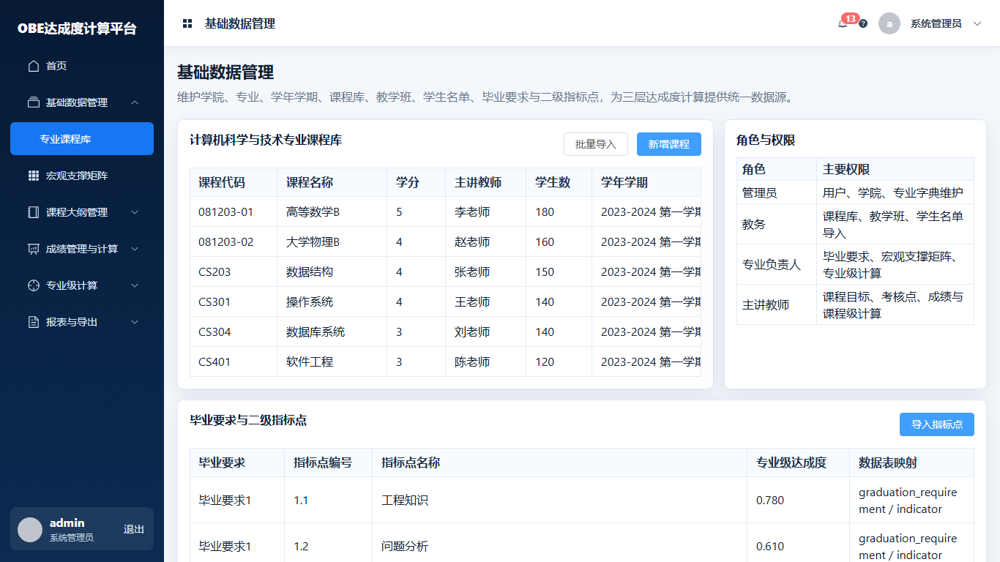 OBE达成度计算平台
首页
基础数据管理
专业课程库
宏观支撑矩阵
课程大纲管理
成绩管理与计算
专业级计算
报表与导出
admin
系统管理员
退出
基础数据管理
13
?
a
系统管理员
基础数据管理
维护学院、专业、学年学期、课程库、教学班、学生名单、毕业要求与二级指标点，为三层达成度计算提供统一数据源。
计算机科学与技术专业课程库
批量导入
新增课程
课程代码 课程名称 学分 主讲教师 学生数 学年学期
081203-01 高等数学B 5 李老师 180 2023-2024 第一学期
081203-02 大学物理B 4 赵老师 160 2023-2024 第一学期
CS203 数据结构 4 张老师 150 2023-2024 第一学期
CS301 操作系统 4 王老师 140 2023-2024 第一学期
CS304 数据库系统 3 刘老师 140 2023-2024 第一学期
CS401 软件工程 3 陈老师 120 2023-2024 第一学期
角色与权限
角色 主要权限
管理员 用户、学院、专业字典维护
教务 课程库、教学班、学生名单
导入
专业负责人 毕业要求、宏观支撑矩阵、
专业级计算
主讲教师 课程目标、考核点、成绩与
课程级计算
毕业要求与二级指标点
导入指标点
毕业要求 指标点编号 指标点名称 专业级达成度 数据表映射
毕业要求1 1.1 工程知识 0.780 graduation_require
ment / indicator
毕业要求1 1.2 问题分析 0.610 graduation_require
ment / indicator